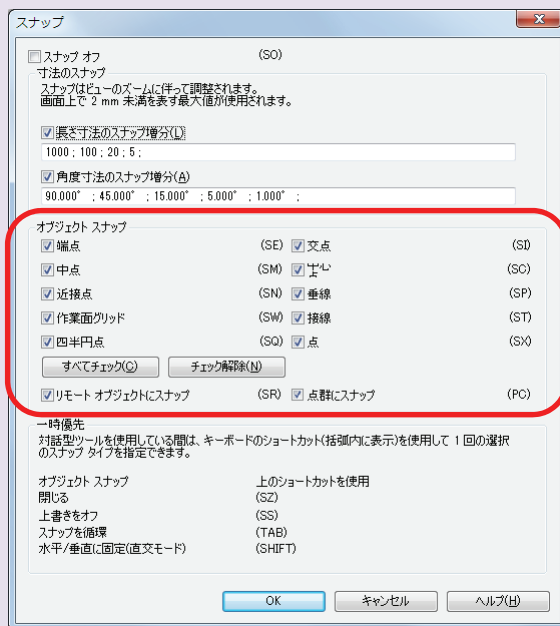 スナップ
スナップ オフ (SO)
寸法のスナップ
スナップはビューのズームに伴って調整されます。
画面上で 2 mm 未満を表す最大値が使用されます。
長さ寸法のスナップ増分(L)
1000 ; 100 ; 20 ; 5 ;
角度寸法のスナップ増分(A)
90.000° ; 45.000° ; 15.000° ; 5.000° ; 1.000° ;
オブジェクト スナップ
端点 (SE) 交点 (SI)
中点 (SM) (SC)
近接点 (SN) 垂線 (SP)
作業面グリッド (SW) 接線 (ST)
四半円点 (SQ) 点 (SX)
すべてチェック(C) チェック解除(N)
リモート オブジェクトにスナップ (SR) 点群にスナップ (PC)
一時優先
対話型ツールを使用している間は、キーボードのショートカット(括弧内に表示)を使用して 1 回の選択
のスナップ タイプを指定できます。
オブジェクト スナップ 上のショートカットを使用
閉じる (SZ)
上書きをオフ (SS)
スナップを循環 (TAB)
水平/垂直に固定(直交モード) (SHIFT)
OK キャンセル ヘルプ(H)